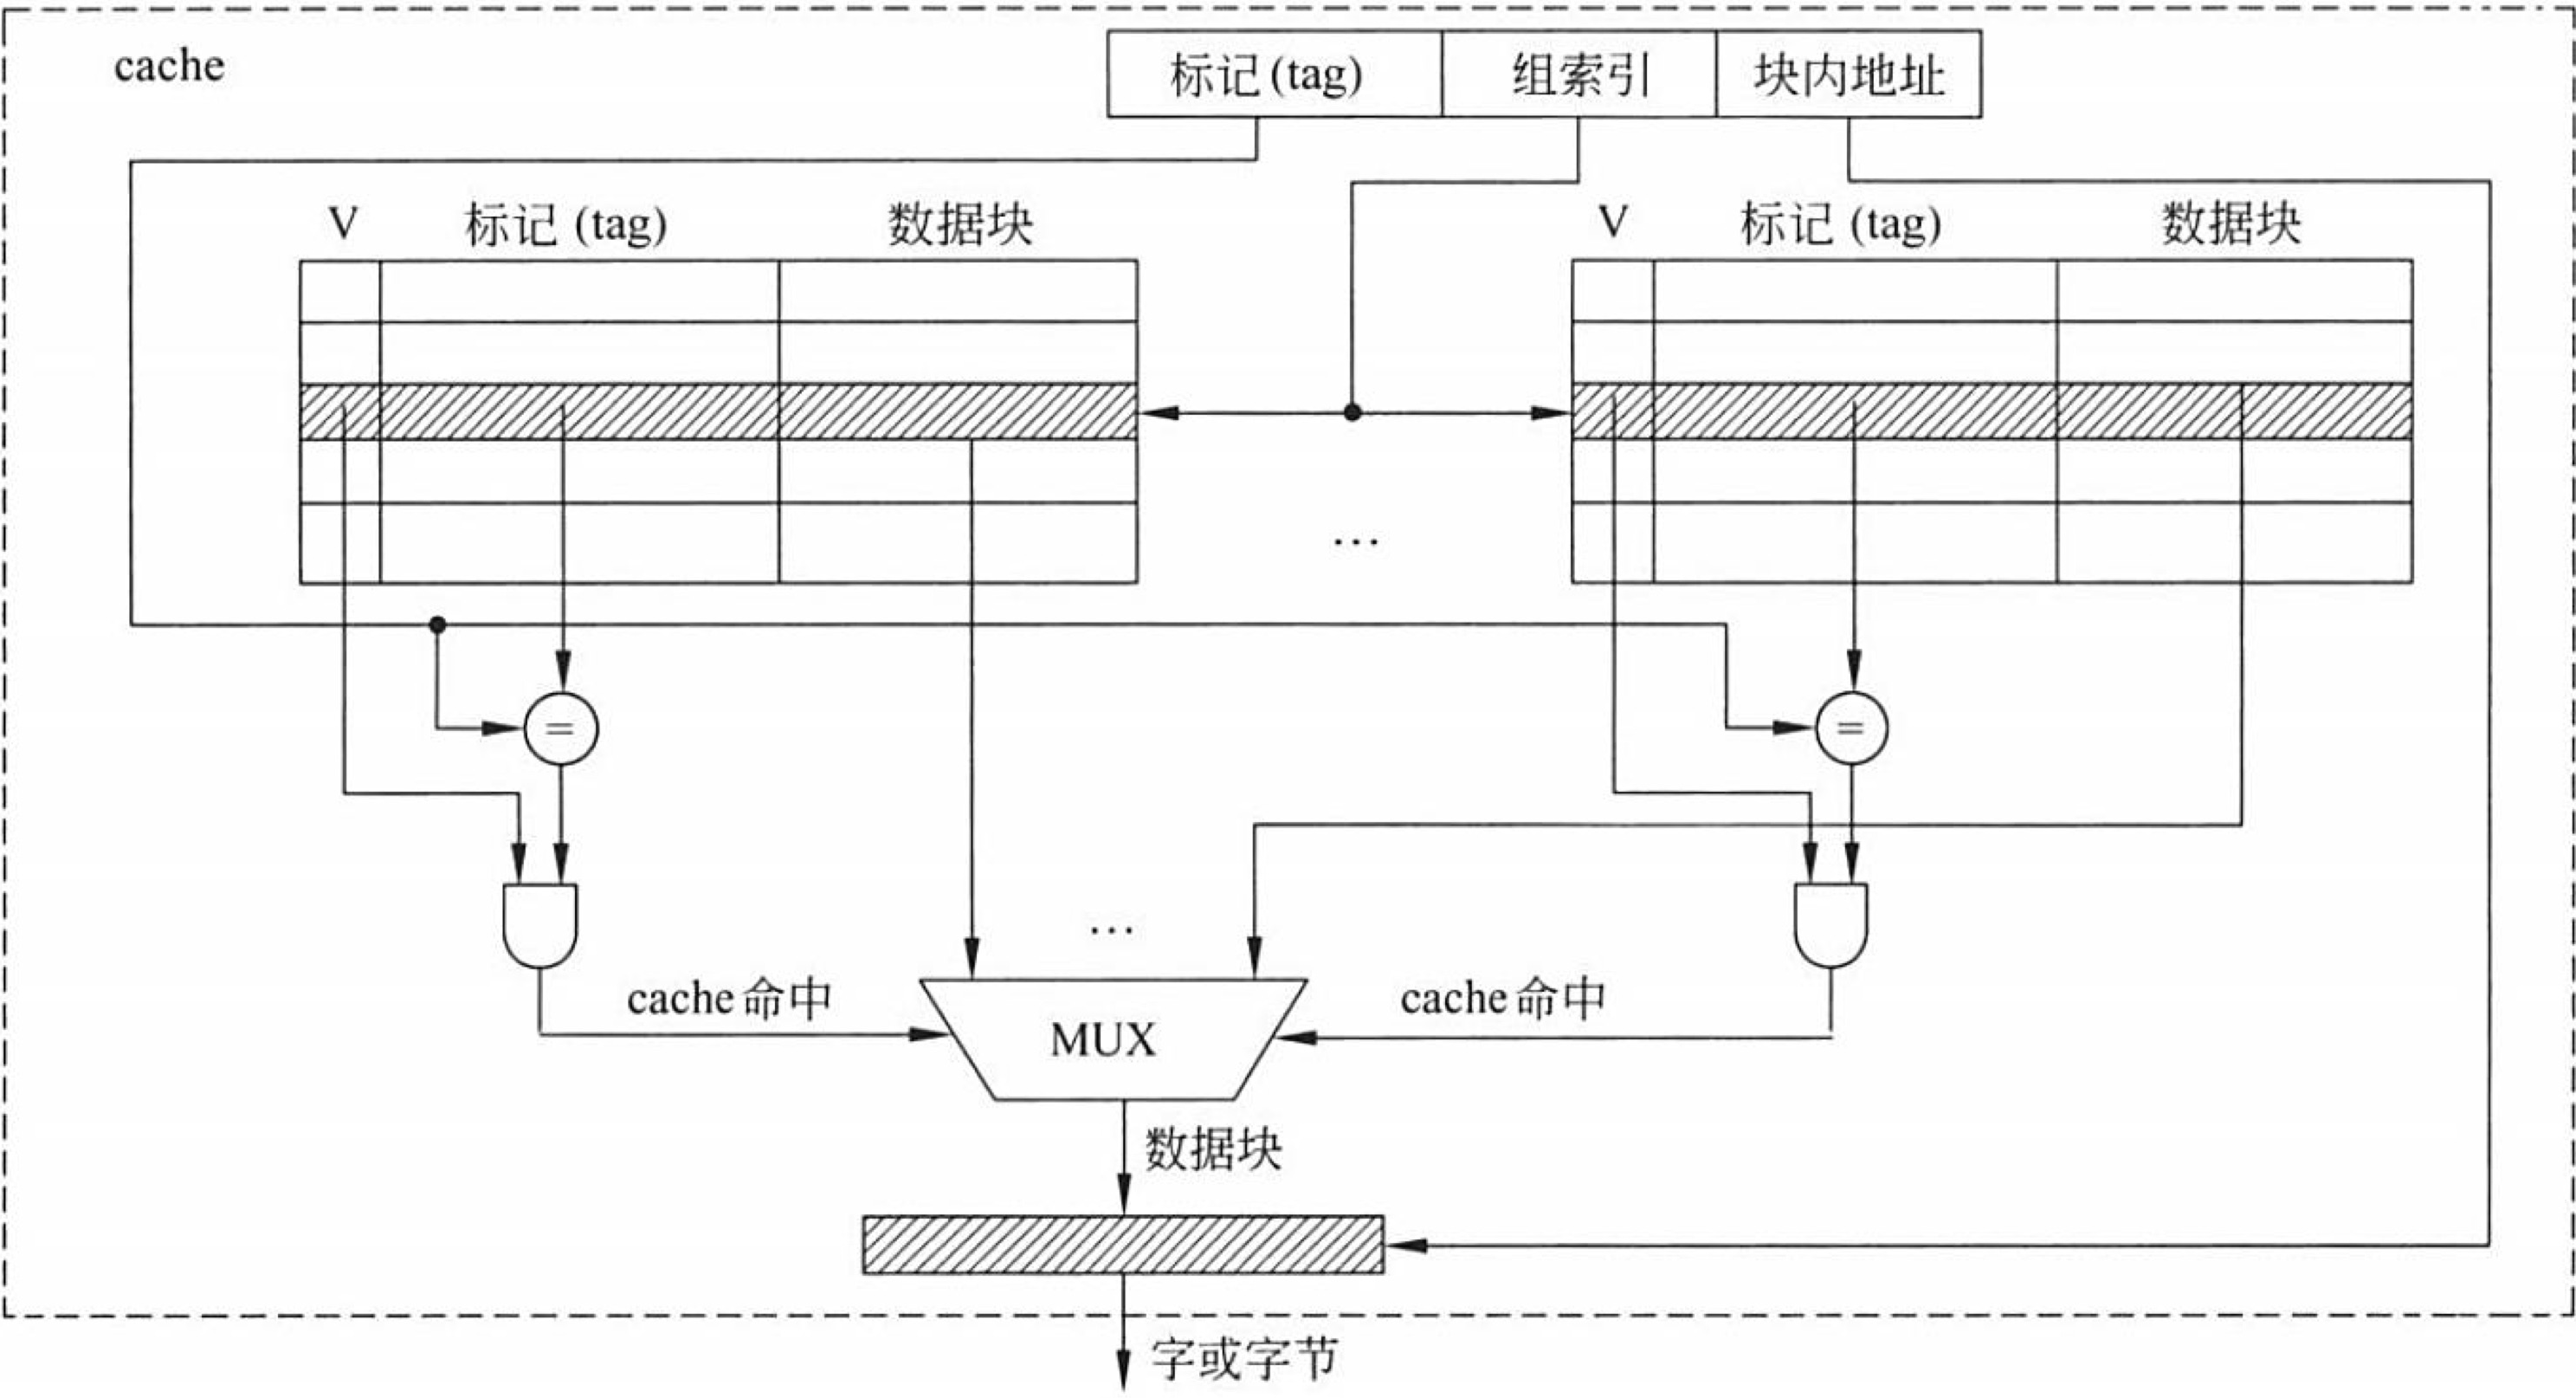 cache
标记(tag) 组索引 块内地址
V 标记 (tag) 数据块
V 标记 (tag) 数据块
…
=
=
…
cache命中
MUX
cache命中
数据块
字或字节